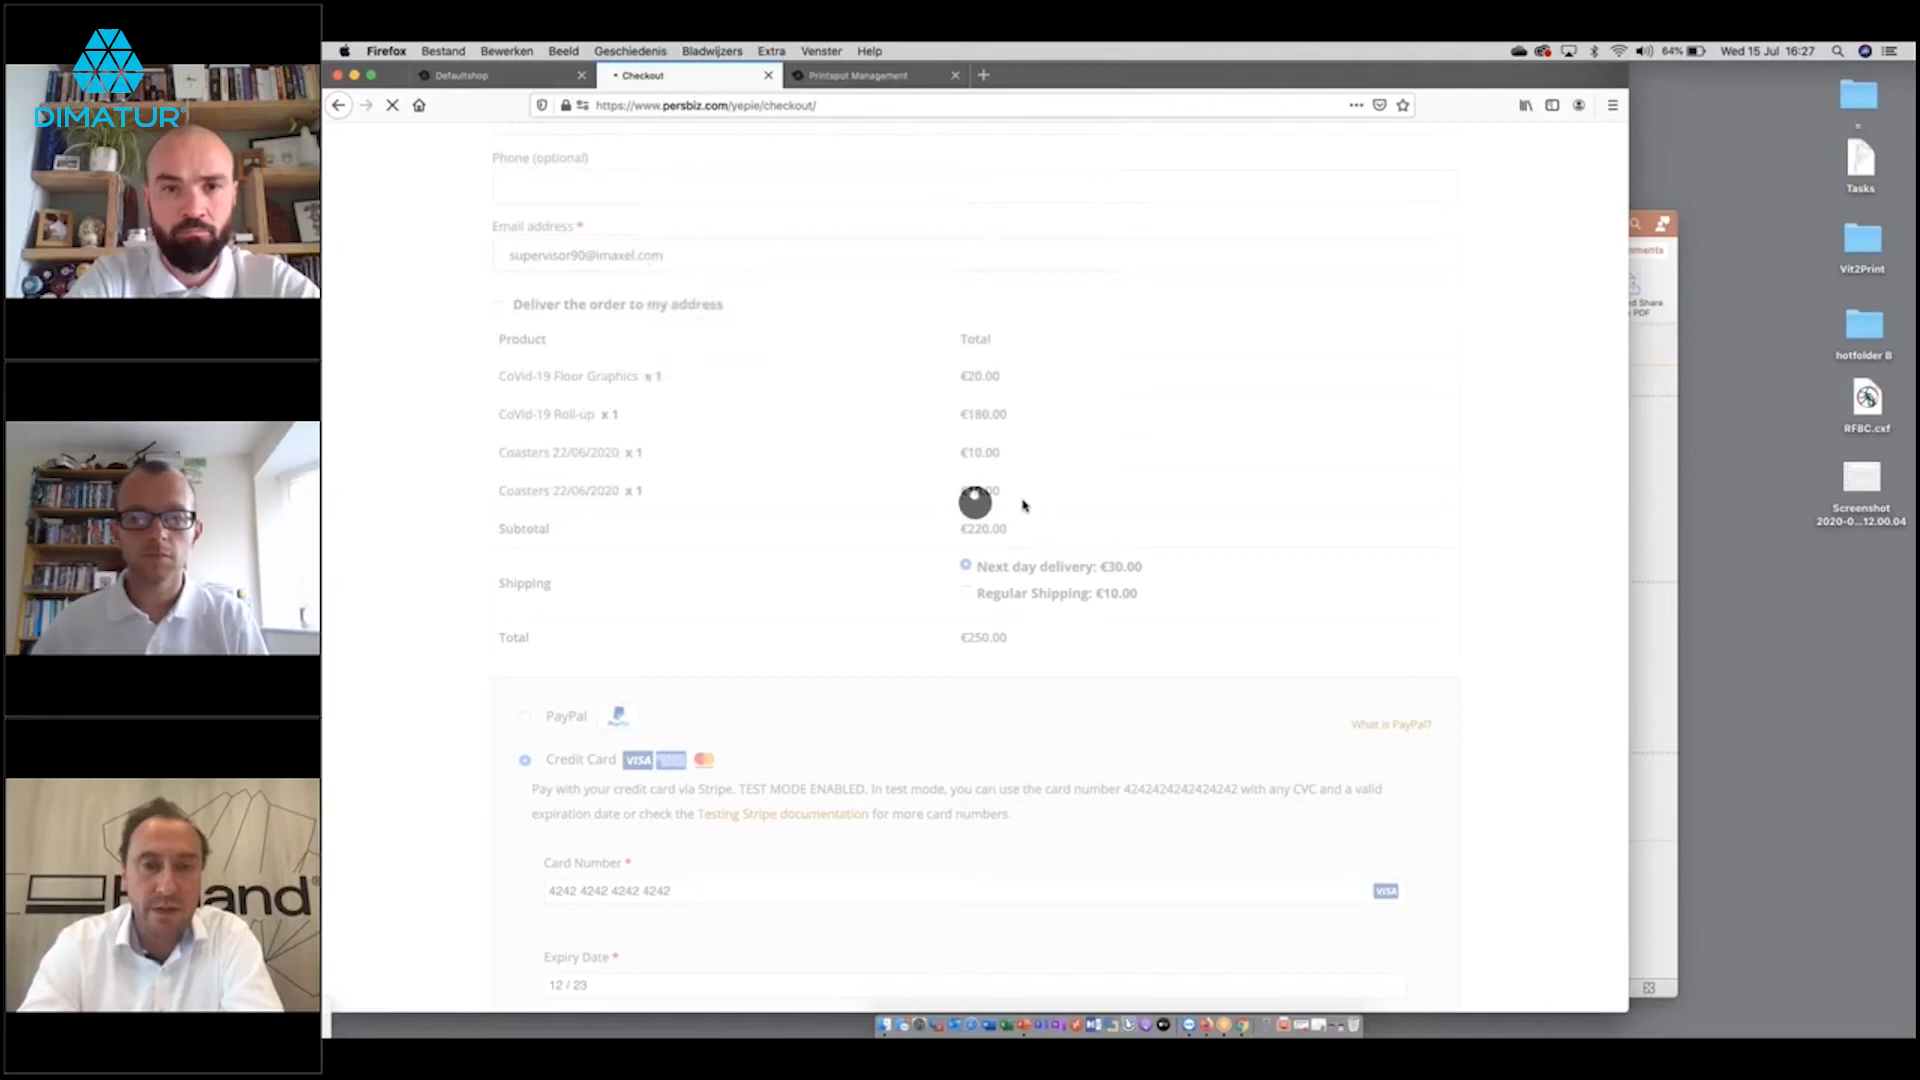 DIMATUR
Firefox Bestand Bewerken Beeld Geschiedenis Bladwijzers Extra Venster Help
64% Wed 15 Jul 16:27
Defaultshop
Checkout
Printspot Management
https://www.persbiz.com/yepie/checkout/
Phone (optional)
Email address *
supervisor90@imaxel.com
Deliver the order to my address
Product Total
CoVid-19 Floor Graphics x 1 €20.00
CoVid-19 Roll-up x 1 €180.00
Coasters 22/06/2020 x 1 €10.00
Coasters 22/06/2020 x 1
Subtotal €220.00
Shipping
Next day delivery: €30.00
Regular Shipping: €10.00
Total €250.00
PayPal
PayPal
What is PayPal?
Credit Card VISA
Pay with your credit card via Stripe. TEST MODE ENABLED. In test mode, you can use the card number 4242424242424242 with any CVC and a valid
expiration date or check the Testing Stripe documentation for more card numbers.
Card Number *
4242 4242 4242 4242 VISA
Expiry Date *
12 / 23
ments
d Share
PDF
Tasks
Vit2Print
hotfolder B
RFBC.cxf
Screenshot
2020-0...12.00.04